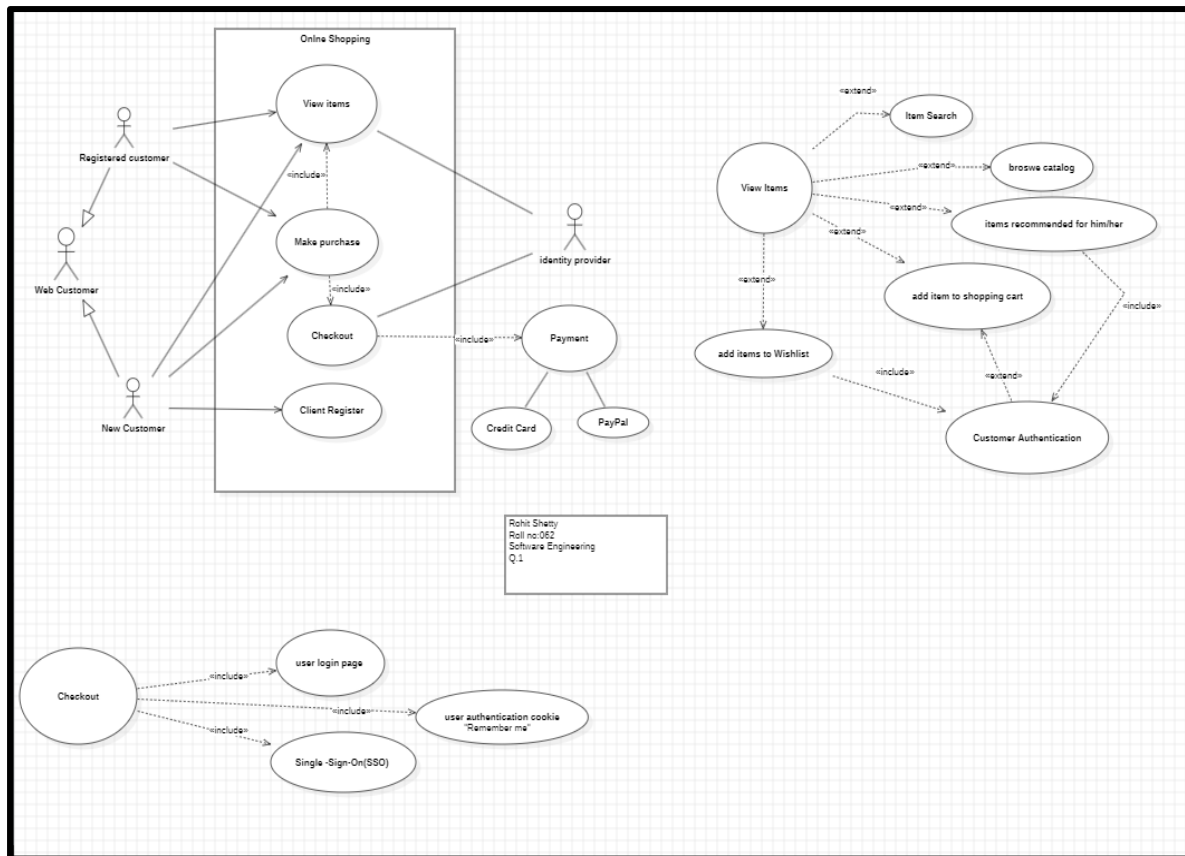 Onlne Shopping
View items
Registered customer
«include»
Make purchase
Web Customer
identity provider
«include»
Checkout
«include»
Payment
Client Register
New Customer
Credit Card
PayPal
«extend»
Item Search
View Items
«extend»
broswe catalog
«extend»
items recommended for him/her
«extend»
«extend»
add item to shopping cart
«include»
add items to Wishlist
«include»
«extend»
Customer Authentication
Rohit Shetty
Roll no:062
Software Engineering
Q.1
Checkout
«include»
user login page
«include»
user authentication cookie
"Remember me"
«include»
Single -Sign-On(SSO)